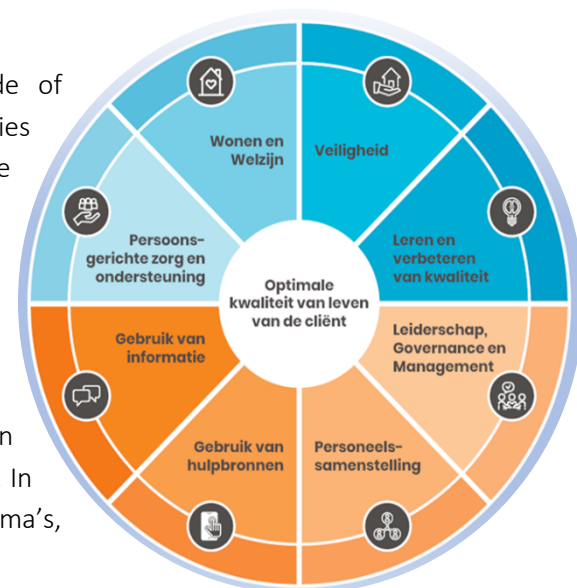 de of
ies
e
n
In
ma's,
Wonen en
Welzijn
Veiligheid
Persoons-
gerichte zorg en
ondersteuning
Leren en
verbeteren
van kwaliteit
Optimale
kwaliteit van leven
van de cliënt
Gebruik van
informatie
Leiderschap,
Governance en
Management
Gebruik van
hulpbronnen
Personeels-
samenstelling